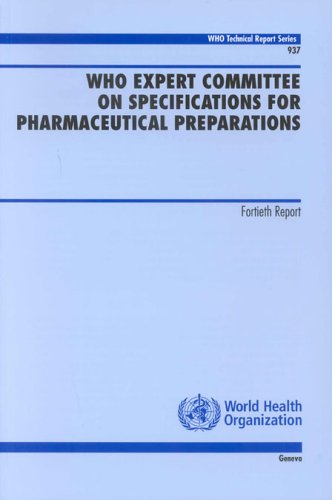 WHO Technical Report Series
937
WHO EXPERT COMMITTEE
ON SPECIFICATIONS FOR
PHARMACEUTICAL PREPARATIONS
Fortieth Report
World Health
Organization
Geneva